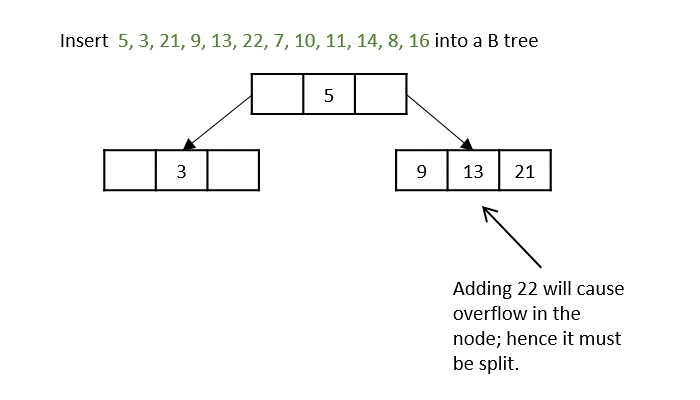 Insert 5, 3, 21, 9, 13, 22, 7, 10, 11, 14, 8, 16 into a B tree
5
3
9 13 21
Adding 22 will cause
overflow in the
node; hence it must
be split.